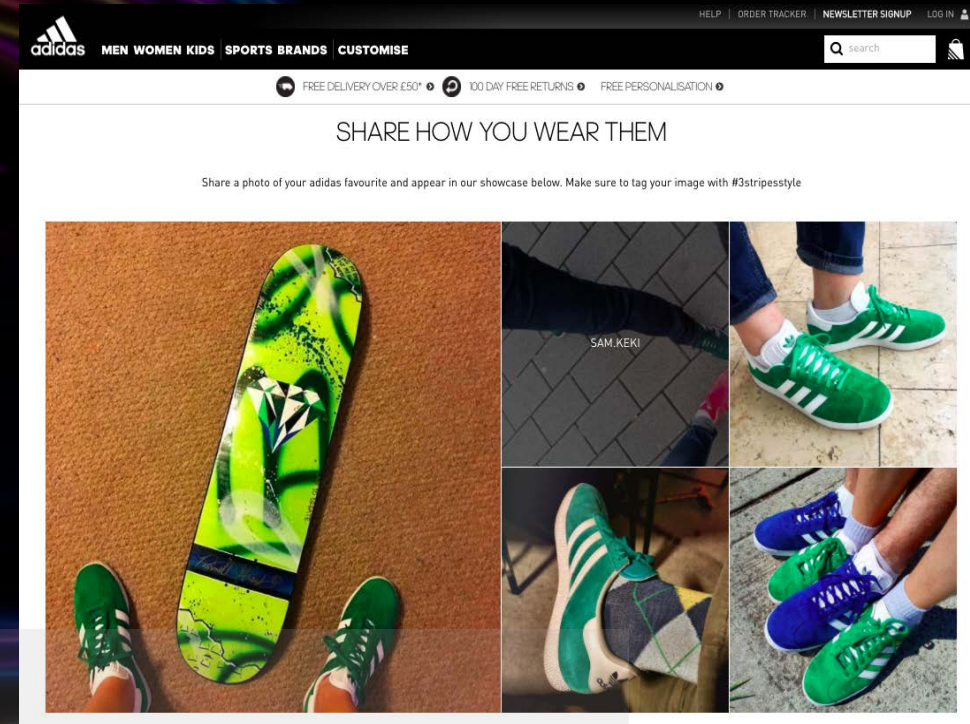 HELP | ORDER TRACKER | NEWSLETTER SIGNUP LOG IN
adidas MEN WOMEN KIDS SPORTS BRANDS CUSTOMISE search
FREE DELIVERY OVER £50* 100 DAY FREE RETURNS FREE PERSONALISATION
SHARE HOW YOU WEAR THEM
Share a photo of your adidas favourite and appear in our showcase below. Make sure to tag your image with #3stripesstyle
SAM.KEKI